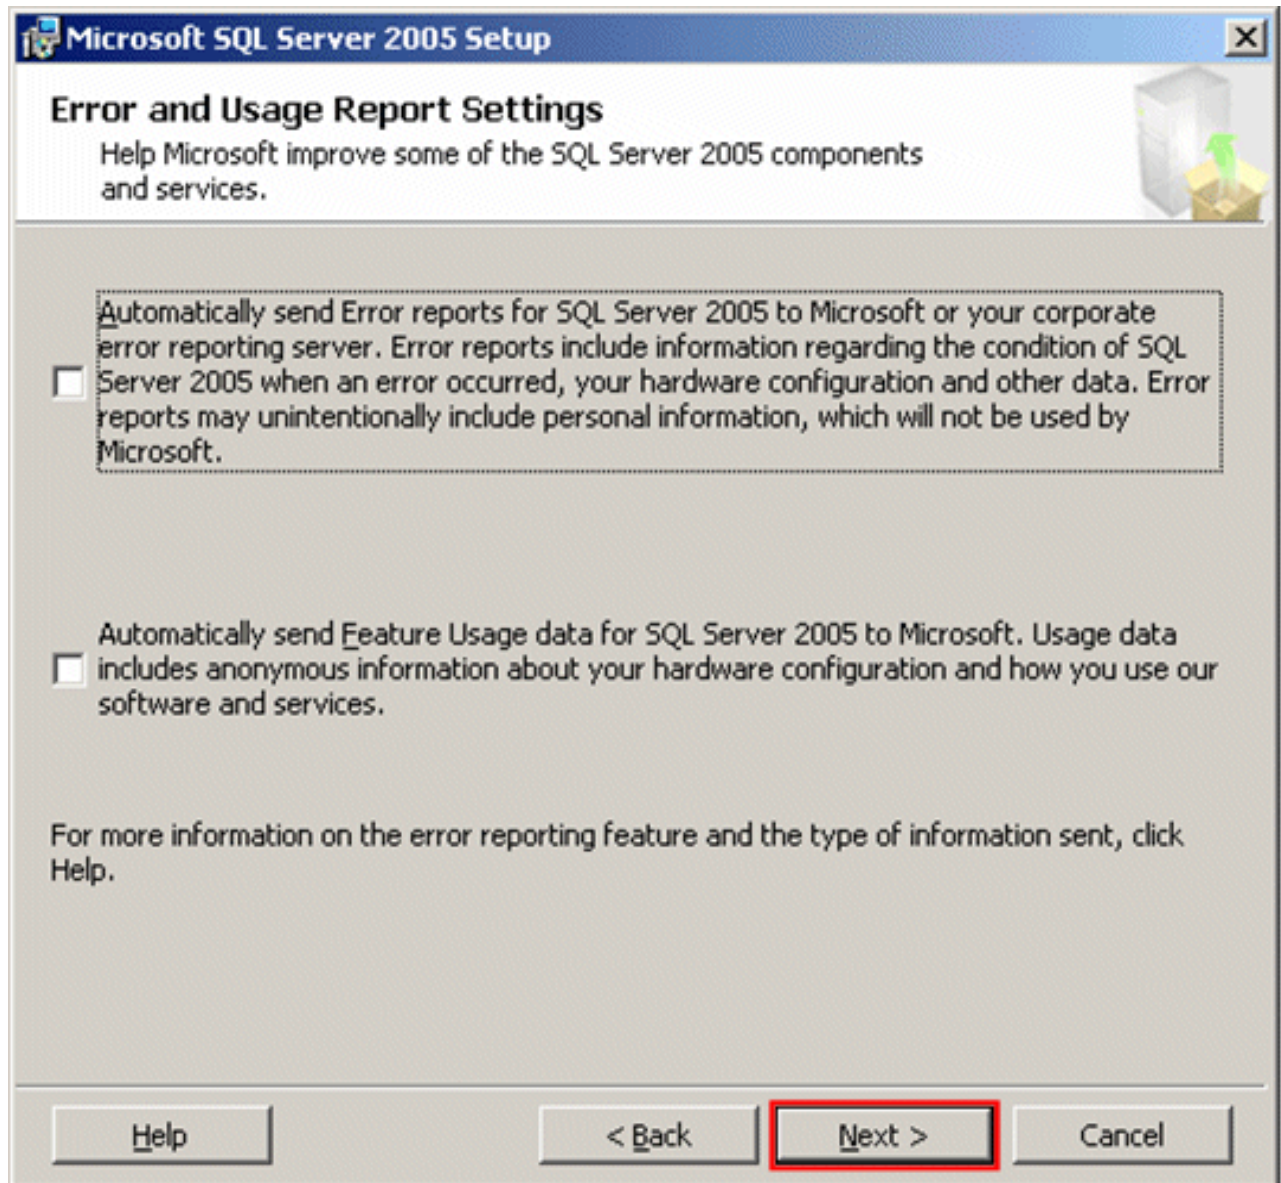 Microsoft SQL Server 2005 Setup
Error and Usage Report Settings
Help Microsoft improve some of the SQL Server 2005 components
and services.
Automatically send Error reports for SQL Server 2005 to Microsoft or your corporate
error reporting server. Error reports include information regarding the condition of SQL
Server 2005 when an error occurred, your hardware configuration and other data. Error
reports may unintentionally include personal information, which will not be used by
Microsoft.
Automatically send Feature Usage data for SQL Server 2005 to Microsoft. Usage data
includes anonymous information about your hardware configuration and how you use our
software and services.
For more information on the error reporting feature and the type of information sent, click
Help.
Help
< Back
Next >
Cancel